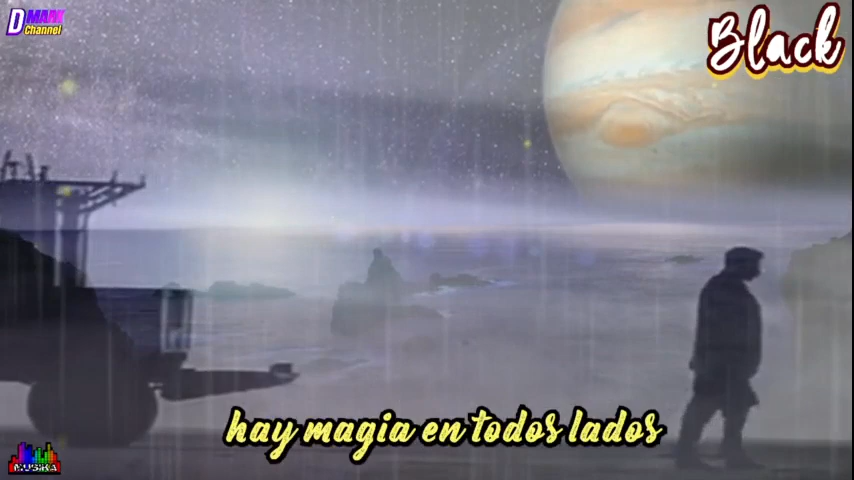 DMARK
Channel
Black
hay magia en todos lados
MUSIKA